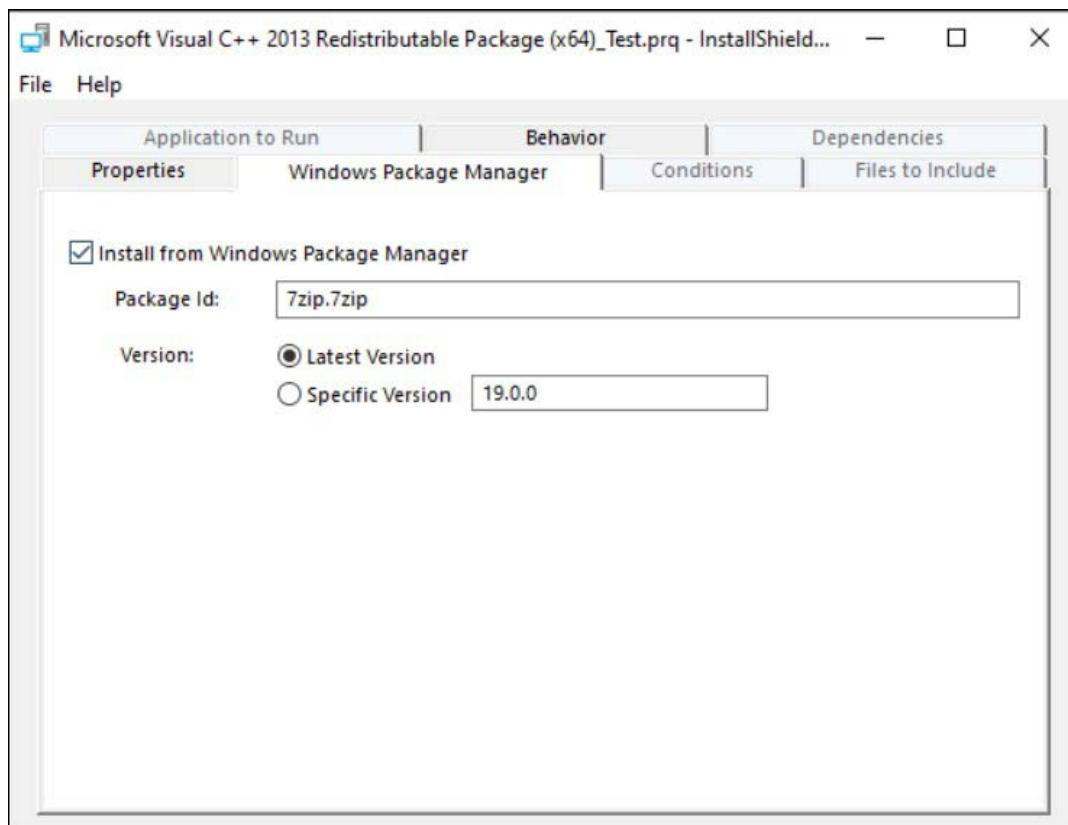 Microsoft Visual C++ 2013 Redistributable Package (x64)_Test.prq - InstallShield...
File Help
Application to Run Behavior Dependencies
Properties Windows Package Manager Conditions Files to Include
Install from Windows Package Manager
Package Id: 7zip.7zip
Version: Latest Version
Specific Version 19.0.0